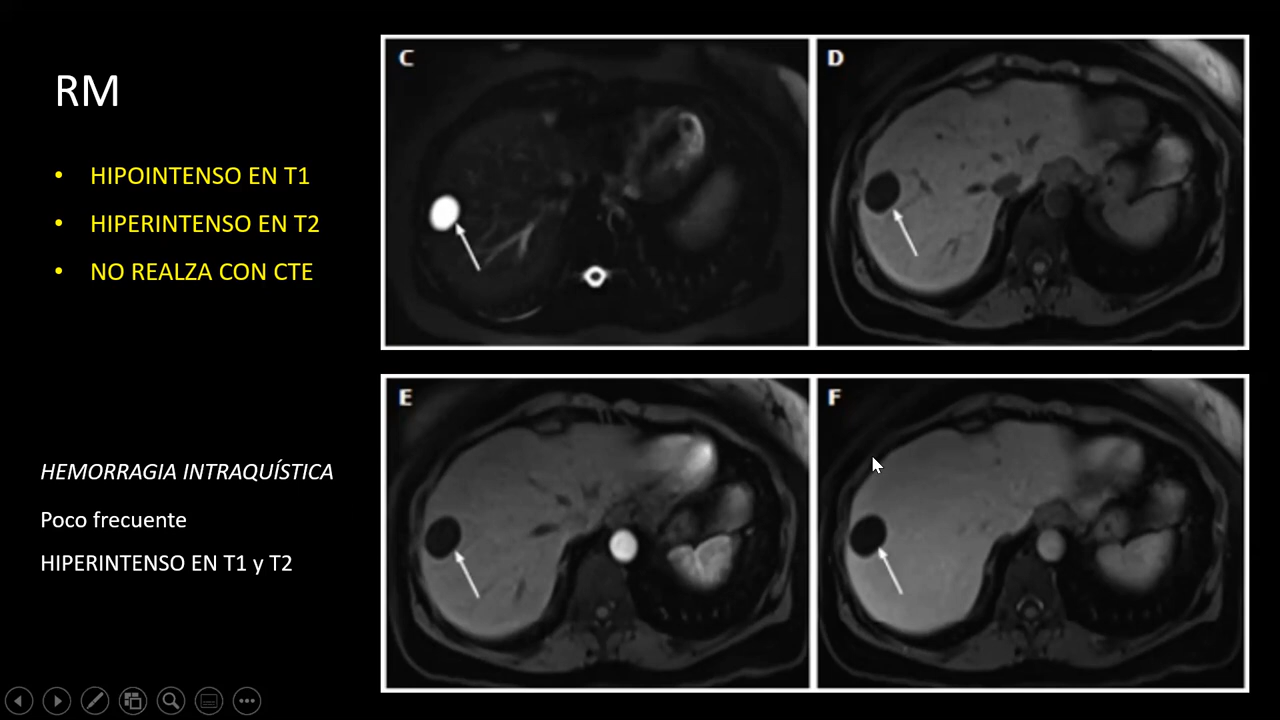 RM
• HIPOINTENSO EN T1
• HIPERINTENSO EN T2
• NO REALZA CON CTE
HEMORRAGIA INTRAQUÍSTICA
Poco frecuente
HIPERINTENSO EN T1 y T2
C
D
E
F